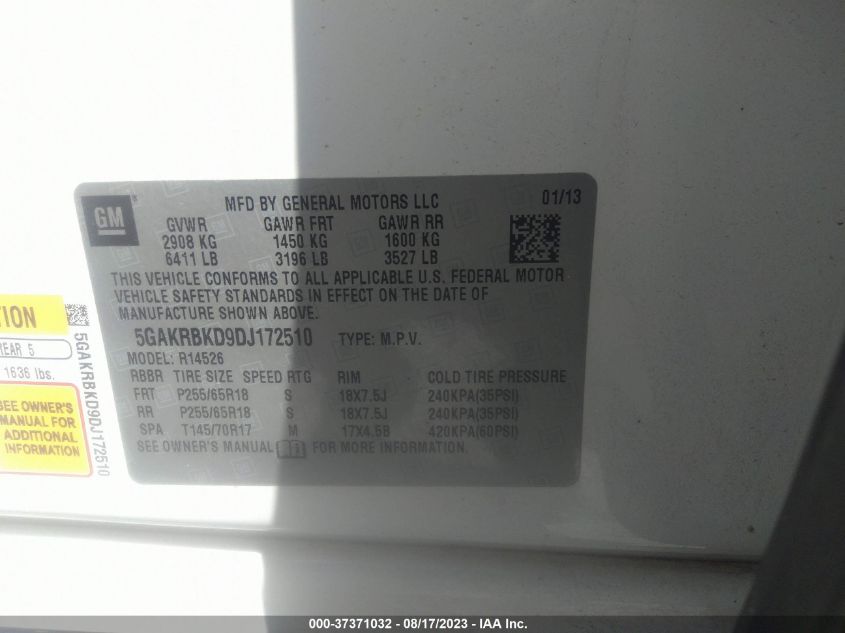 GM
MFD BY GENERAL MOTORS LLC 01/13
GVWR GAWR FRT GAWR RR
2908 KG 1450 KG 1600 KG
6411 LB 3196 LB 3527 LB
THIS VEHICLE CONFORMS TO ALL APPLICABLE U.S. FEDERAL MOTOR
VEHICLE SAFETY STANDARDS IN EFFECT ON THE DATE OF
MANUFACTURE SHOWN ABOVE.
5GAKRBKD9DJ172510 TYPE: M.P.V.
MODEL: R14526
RBBR TIRE SIZE SPEED RTG RIM COLD TIRE PRESSURE
FRT P255/65R18 S 18X7.5J 240KPA(35PSI)
RR P255/65R18 S 18X7.5J 240KPA(35PSI)
SPA T145/70R17 M 17X4.5B 420KPA(60PSI)
SEE OWNER'S MANUAL FOR MORE INFORMATION.
TION
REAR 5
1636 lbs.
SEE OWNER'S
MANUAL FOR
ADDITIONAL
INFORMATION
5GAKRBKD9DJ172510
000-37371032 - 08/17/2023 - IAA Inc.